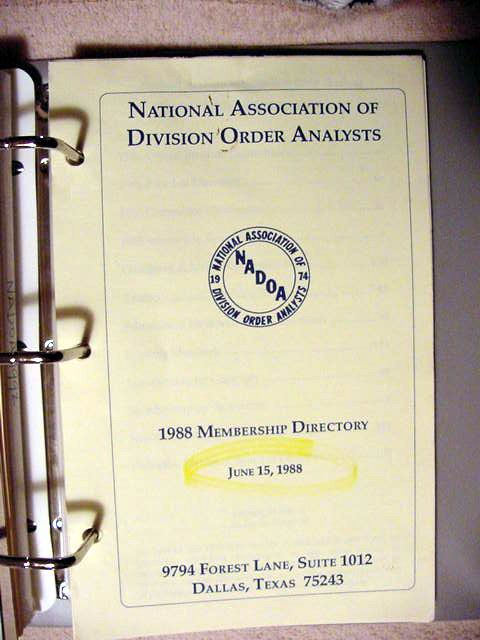 NATIONAL ASSOCIATION OF
DIVISION ORDER ANALYSTS
NATIONAL ASSOCIATION OF
NADOA
19 74
DIVISION ORDER ANALYSTS
1988 MEMBERSHIP DIRECTORY
JUNE 15, 1988
9794 FOREST LANE, SUITE 1012
DALLAS, TEXAS 75243